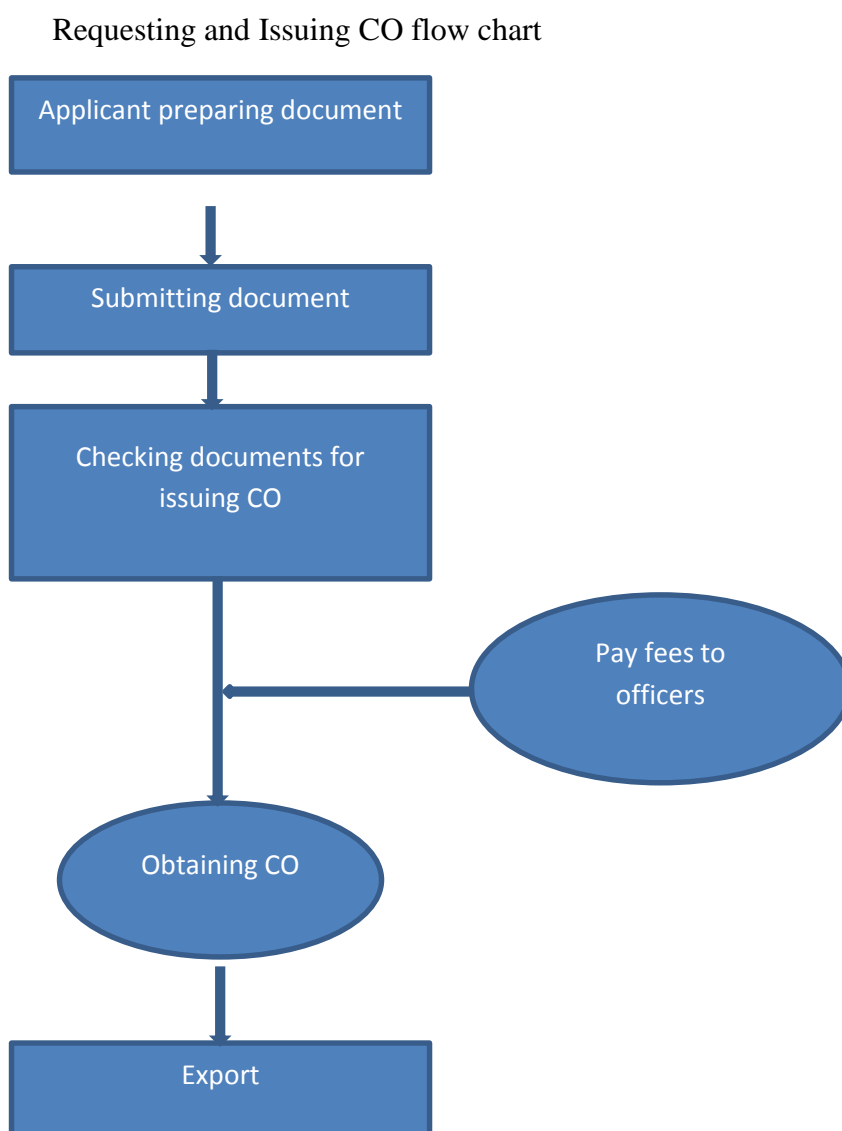 Requesting and Issuing CO flow chart
Applicant preparing document
Submitting document
Checking documents for
issuing CO
Pay fees to
officers
Obtaining CO
Export